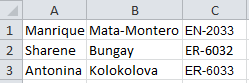 A B C
1 Manrique Mata-Montero EN-2033
2 Sharene Bungay ER-6032
3 Antonina Kolokolova ER-6033